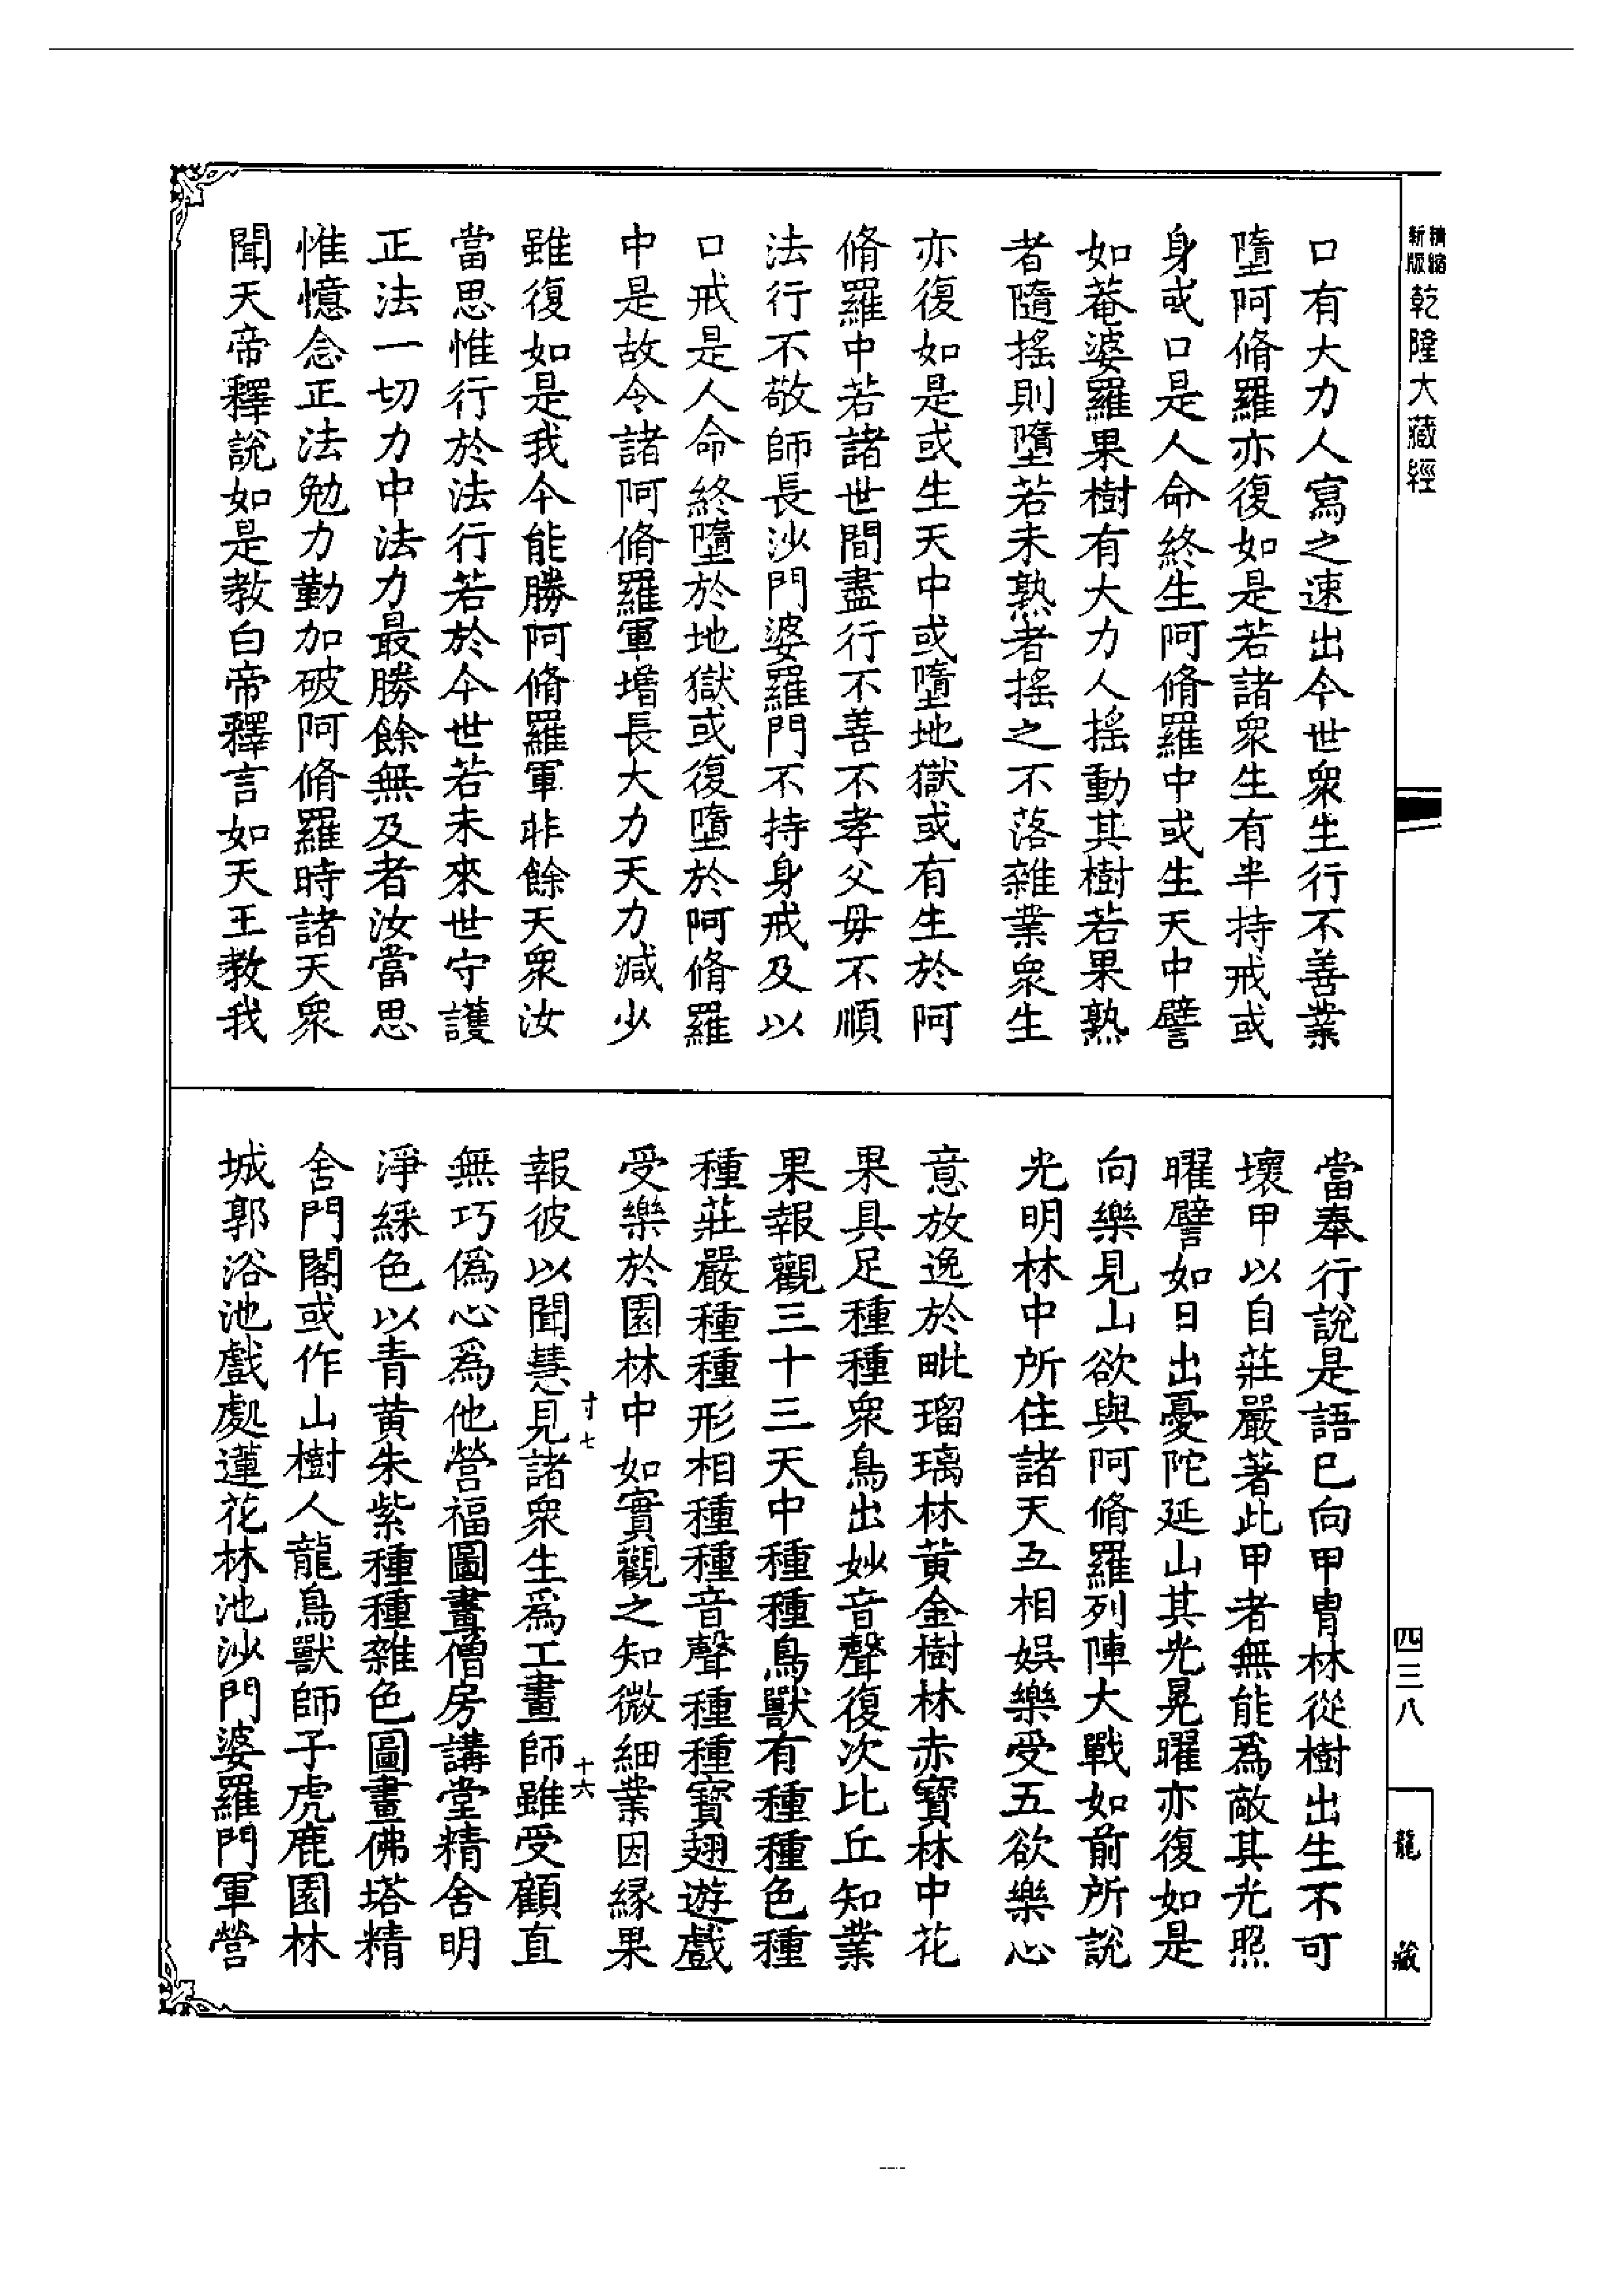 精縮新版乾隆大藏經
口有大力人寫之速出今世衆生行不善業
墮阿脩羅亦復如是若諸衆生有半持戒或
身或口是人命終生阿脩羅中或生天中譬
如菴婆羅果樹有大力人搖動其樹若果熟
者隨搖則墮若未熟者搖之不落雜業衆生
亦復如是或生天中或墮地獄或有生於阿
脩羅中若諸世間盡行不善不孝父毋不順
法行不敬師長沙門婆羅門不持身戒及以
口戒是人命終墮於地獄或復墮於阿脩羅
中是故令諸阿脩羅軍增長大力天力減少
雖復如是我今能勝阿脩羅軍非餘天衆汝
當思惟行於法行若於今世若未來世守護
正法一切力中法力最勝餘無及者汝當思
惟憶念正法勉力勤加破阿脩羅時諸天衆
聞天帝釋說如是教白帝釋言如天王教我
當奉行說是語已向甲冑林從樹出生不可
壞甲以自莊嚴著此甲者無能爲敵其光照
曜譬如日出憂陀延山其光晃曜亦復如是
向樂見山欲與阿脩羅列陣大戰如前所說
光明林中所住諸天五相娛樂受五欲樂心
意放逸於毗瑠璃林黄金樹林赤寶林中花
果具足種種衆鳥出妙音聲復次比丘知業
果報觀三十三天中種種鳥獸有種種色種
種莊嚴種種形相種種音聲種種寶翅遊戲
受樂於園林中如實觀之知微細業因緣果
報彼以聞慧見諸衆生爲工畫師雖受顧直
寸七
十六
無巧僞心爲他營福圖畫僧房講堂精舍明
淨綵色以青黄朱紫種種雜色圖畫佛塔精
舍門閣或作山樹人龍鳥獸師子虎鹿園林
城郭浴池戲處蓮花林池沙門婆羅門軍營
四三八
龍藏